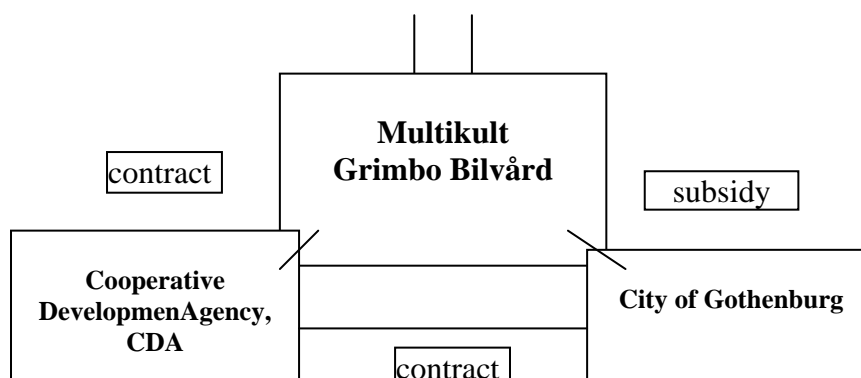 Multikult
Grimbo Bilvård
contract
subsidy
Cooperative
DevelopmenAgency,
CDA
City of Gothenburg
contract